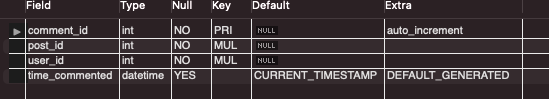 Field Type Null Key Default Extra
comment_id int NO PRI NULL auto_increment
post_id int NO MUL NULL
user_id int NO MUL NULL
time_commented datetime YES CURRENT_TIMESTAMP DEFAULT_GENERATED